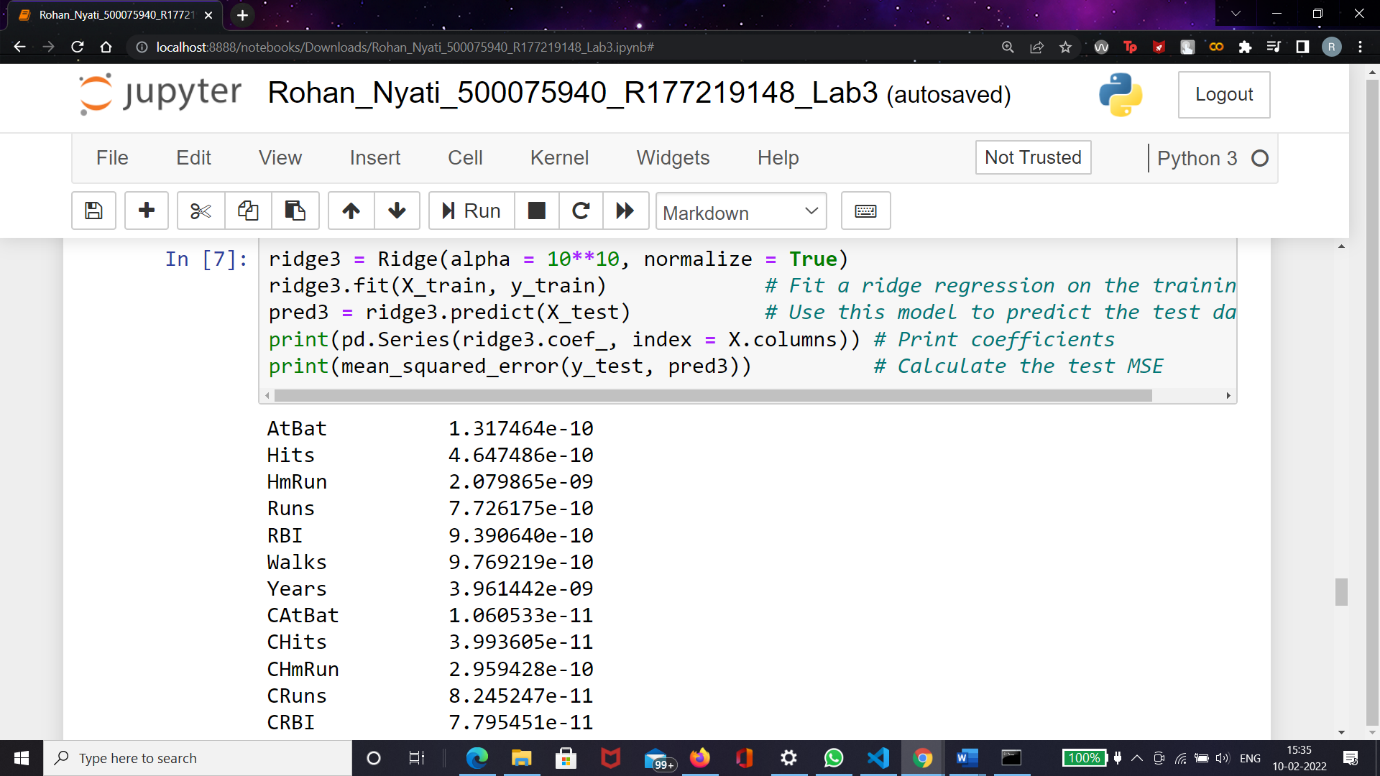 Rohan_Nyati_500075940_R17721
localhost:8888/notebooks/Downloads/Rohan_Nyati_500075940_R177219148_Lab3.ipynb#
Tp
R
jupyter Rohan_Nyati_500075940_R177219148_Lab3 (autosaved)
Logout
File Edit View Insert Cell Kernel Widgets Help Not Trusted Python 3
Run Markdown
In [7]: ridge3 = Ridge(alpha = 10**10, normalize = True)
ridge3.fit(X_train, y_train) # Fit a ridge regression on the trainin
pred3 = ridge3.predict(X_test) # Use this model to predict the test da
print(pd.Series(ridge3.coef_, index = X.columns)) # Print coefficients
print(mean_squared_error(y_test, pred3)) # Calculate the test MSE
AtBat 1.317464e-10
Hits 4.647486e-10
HmRun 2.079865e-09
Runs 7.726175e-10
RBI 9.390640e-10
Walks 9.769219e-10
Years 3.961442e-09
CAtBat 1.060533e-11
CHits 3.993605e-11
CHmRun 2.959428e-10
CRuns 8.245247e-11
CRBI 7.795451e-11
Type here to search
99+
100%
ENG
15:35
10-02-2022